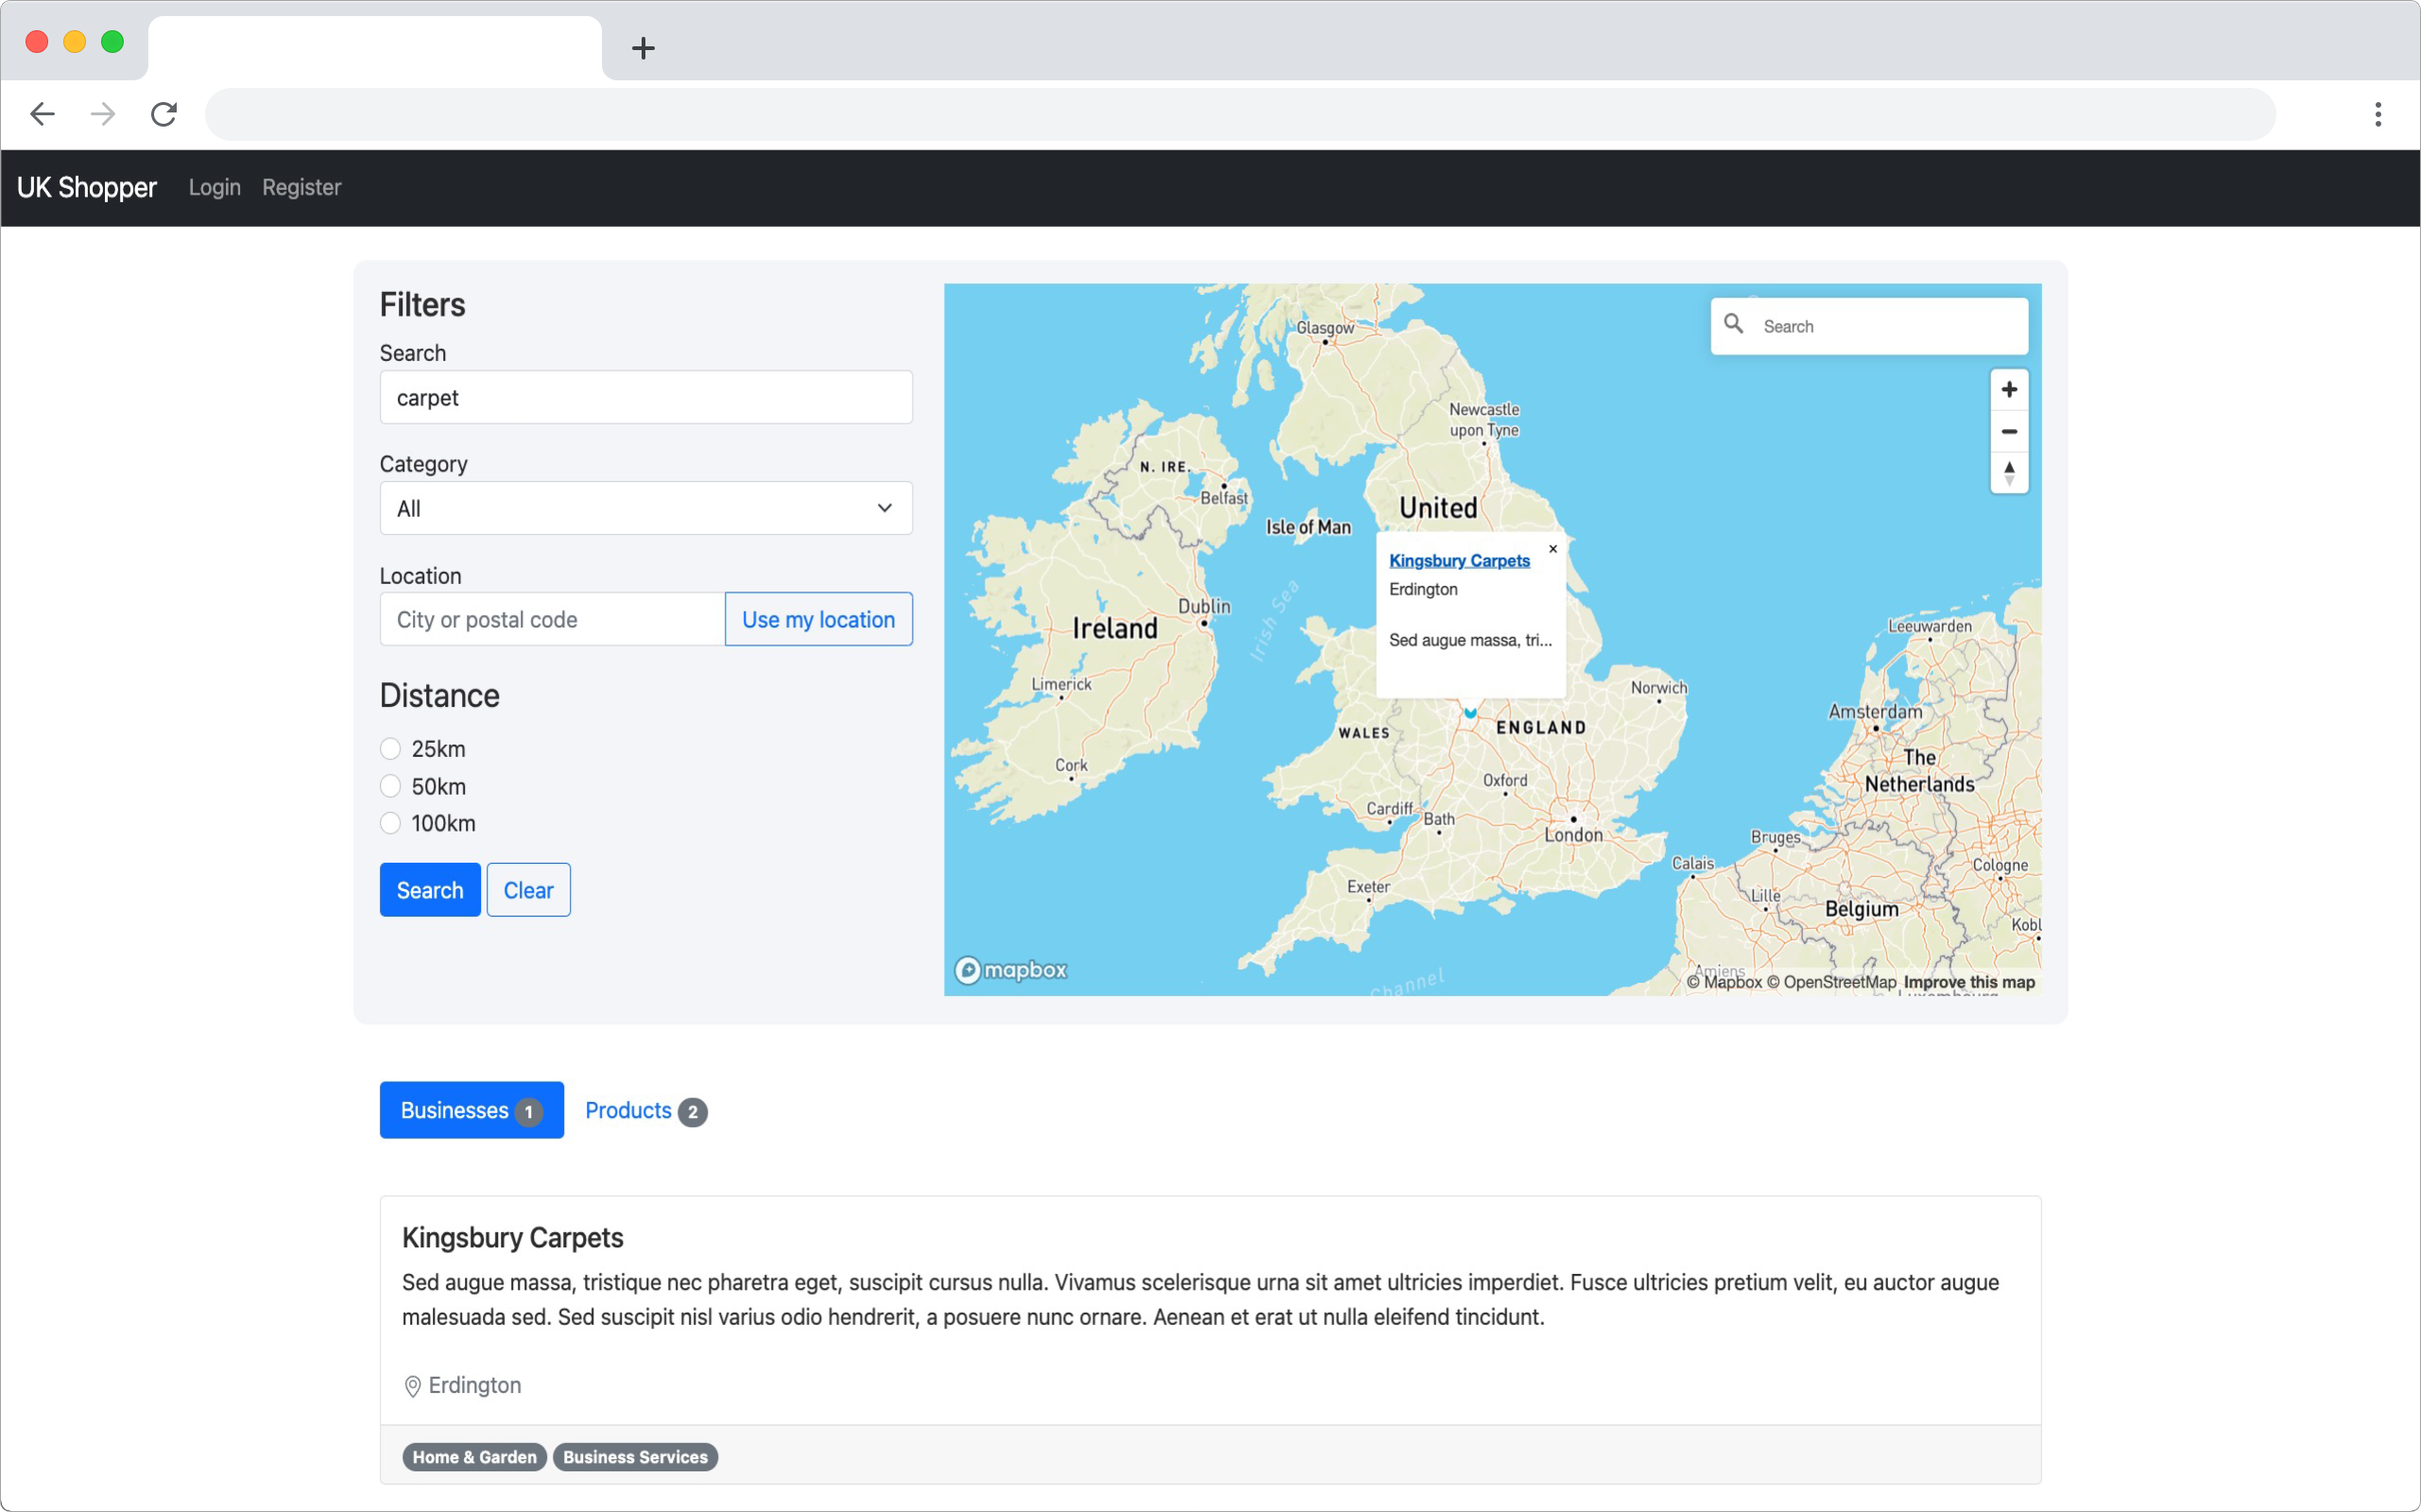 UK Shopper Login Register
Filters
Search
carpet
Category
All
Location
City or postal code Use my location
Distance
25km
50km
100km
Search Clear
Search
Glasgow
Newcastle
upon Tyne
N. IRE.
Belfast
United
Isle of Man
Kingsbury Carpets ×
Erdington
Sed augue massa, tri...
Irish Sea
Dublin
Ireland
Limerick
Cork
Leeuwarden
Norwich
Amsterdam
ENGLAND
WALES
The
Netherlands
Oxford
Cardiff
Bath
London
Bruges
Calais
Cologne
Exeter
Lille
Belgium
Kobl
mapbox
Channel
Amiens
© Mapbox © OpenStreetMap Improve this map
Businesses 1 Products 2
Kingsbury Carpets
Sed augue massa, tristique nec pharetra eget, suscipit cursus nulla. Vivamus scelerisque urna sit amet ultricies imperdiet. Fusce ultricies pretium velit, eu auctor augue
malesuada sed. Sed suscipit nisl varius odio hendrerit, a posuere nunc ornare. Aenean et erat ut nulla eleifend tincidunt.
Erdington
Home & Garden Business Services